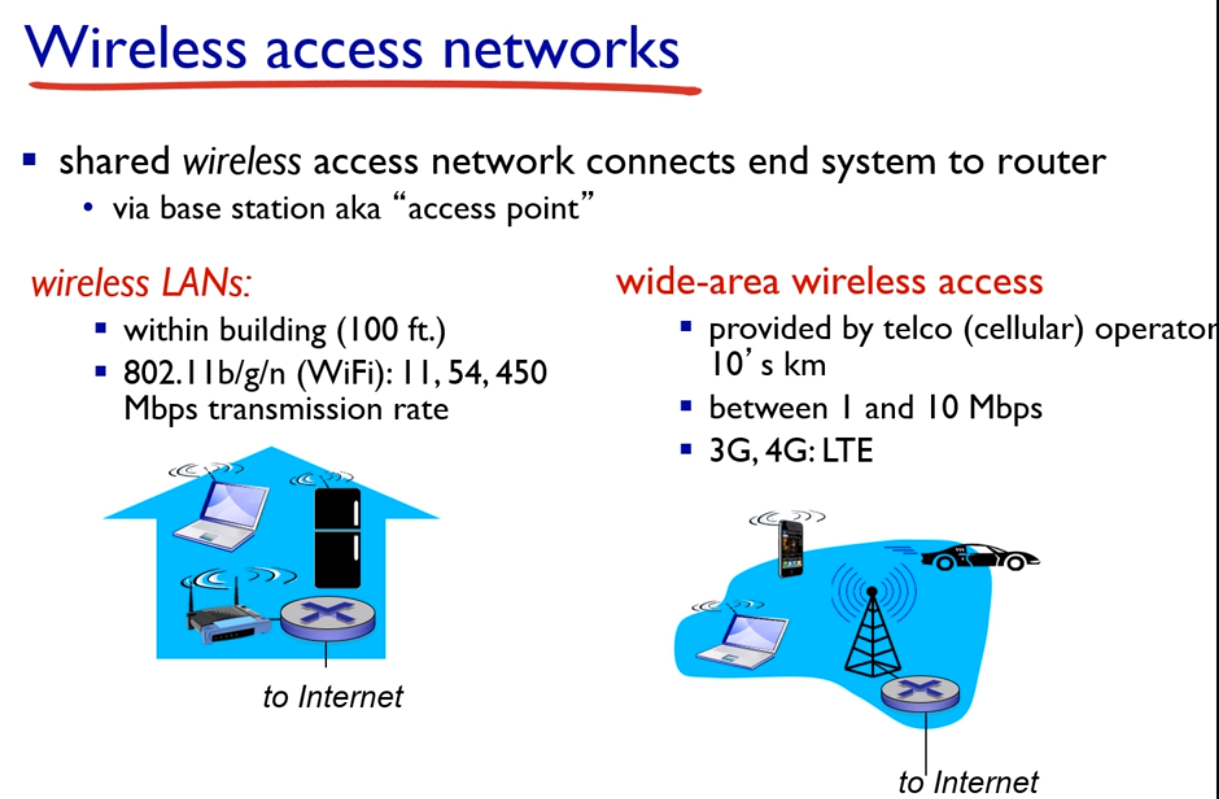 Wireless access networks
▪ shared wireless access network connects end system to router
• via base station aka “access point”
wireless LANs:
▪ within building (100 ft.)
▪ 802.11b/g/n (WiFi): 11, 54, 450
Mbps transmission rate
to Internet
wide-area wireless access
▪ provided by telco (cellular) operator
10’ s km
▪ between 1 and 10 Mbps
▪ 3G, 4G: LTE
to Internet